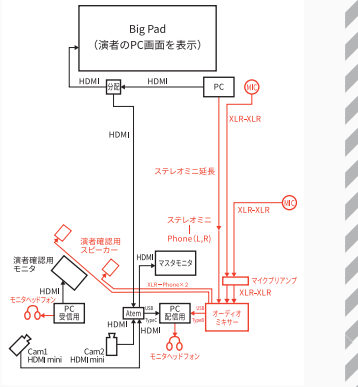 Big Pad
（演者のPC画面を表示）
HDMI
HDMI
分配
PC
MIC
XLR-XLR
HDMI
ステレオミニ延長
MIC
XLR-XLR
ステレオミニ
|
Phone(L,R)
演者確認用
スピーカー
演者確認用
モニタ
HDMI
マスタモニタ
マイクプリアンプ
XLR-Phone×2
XLR-XLR
HDMI
モニタヘッドフォン
PC
受信用
Atem
USB
TypeC
PC
配信用
USB
TypeB
オーディオ
ミキサー
HDMI
HDMI
モニタヘッドフォン
Cam1
HDMI mini
Cam2
HDMI mini